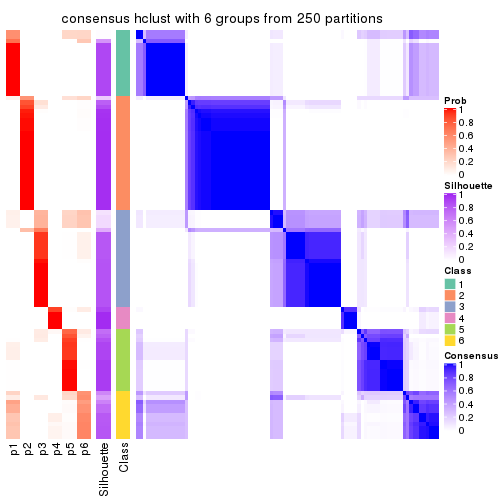 consensus hclust with 6 groups from 250 partitions
Prob
1
0.8
0.6
0.4
0.2
0
Silhouette
1
0.8
0.6
0.4
0.2
0
Class
1
2
3
4
5
6
Consensus
1
0.8
0.6
0.4
0.2
0
p1
p2
p3
p4
p5
p6
Silhouette
Class